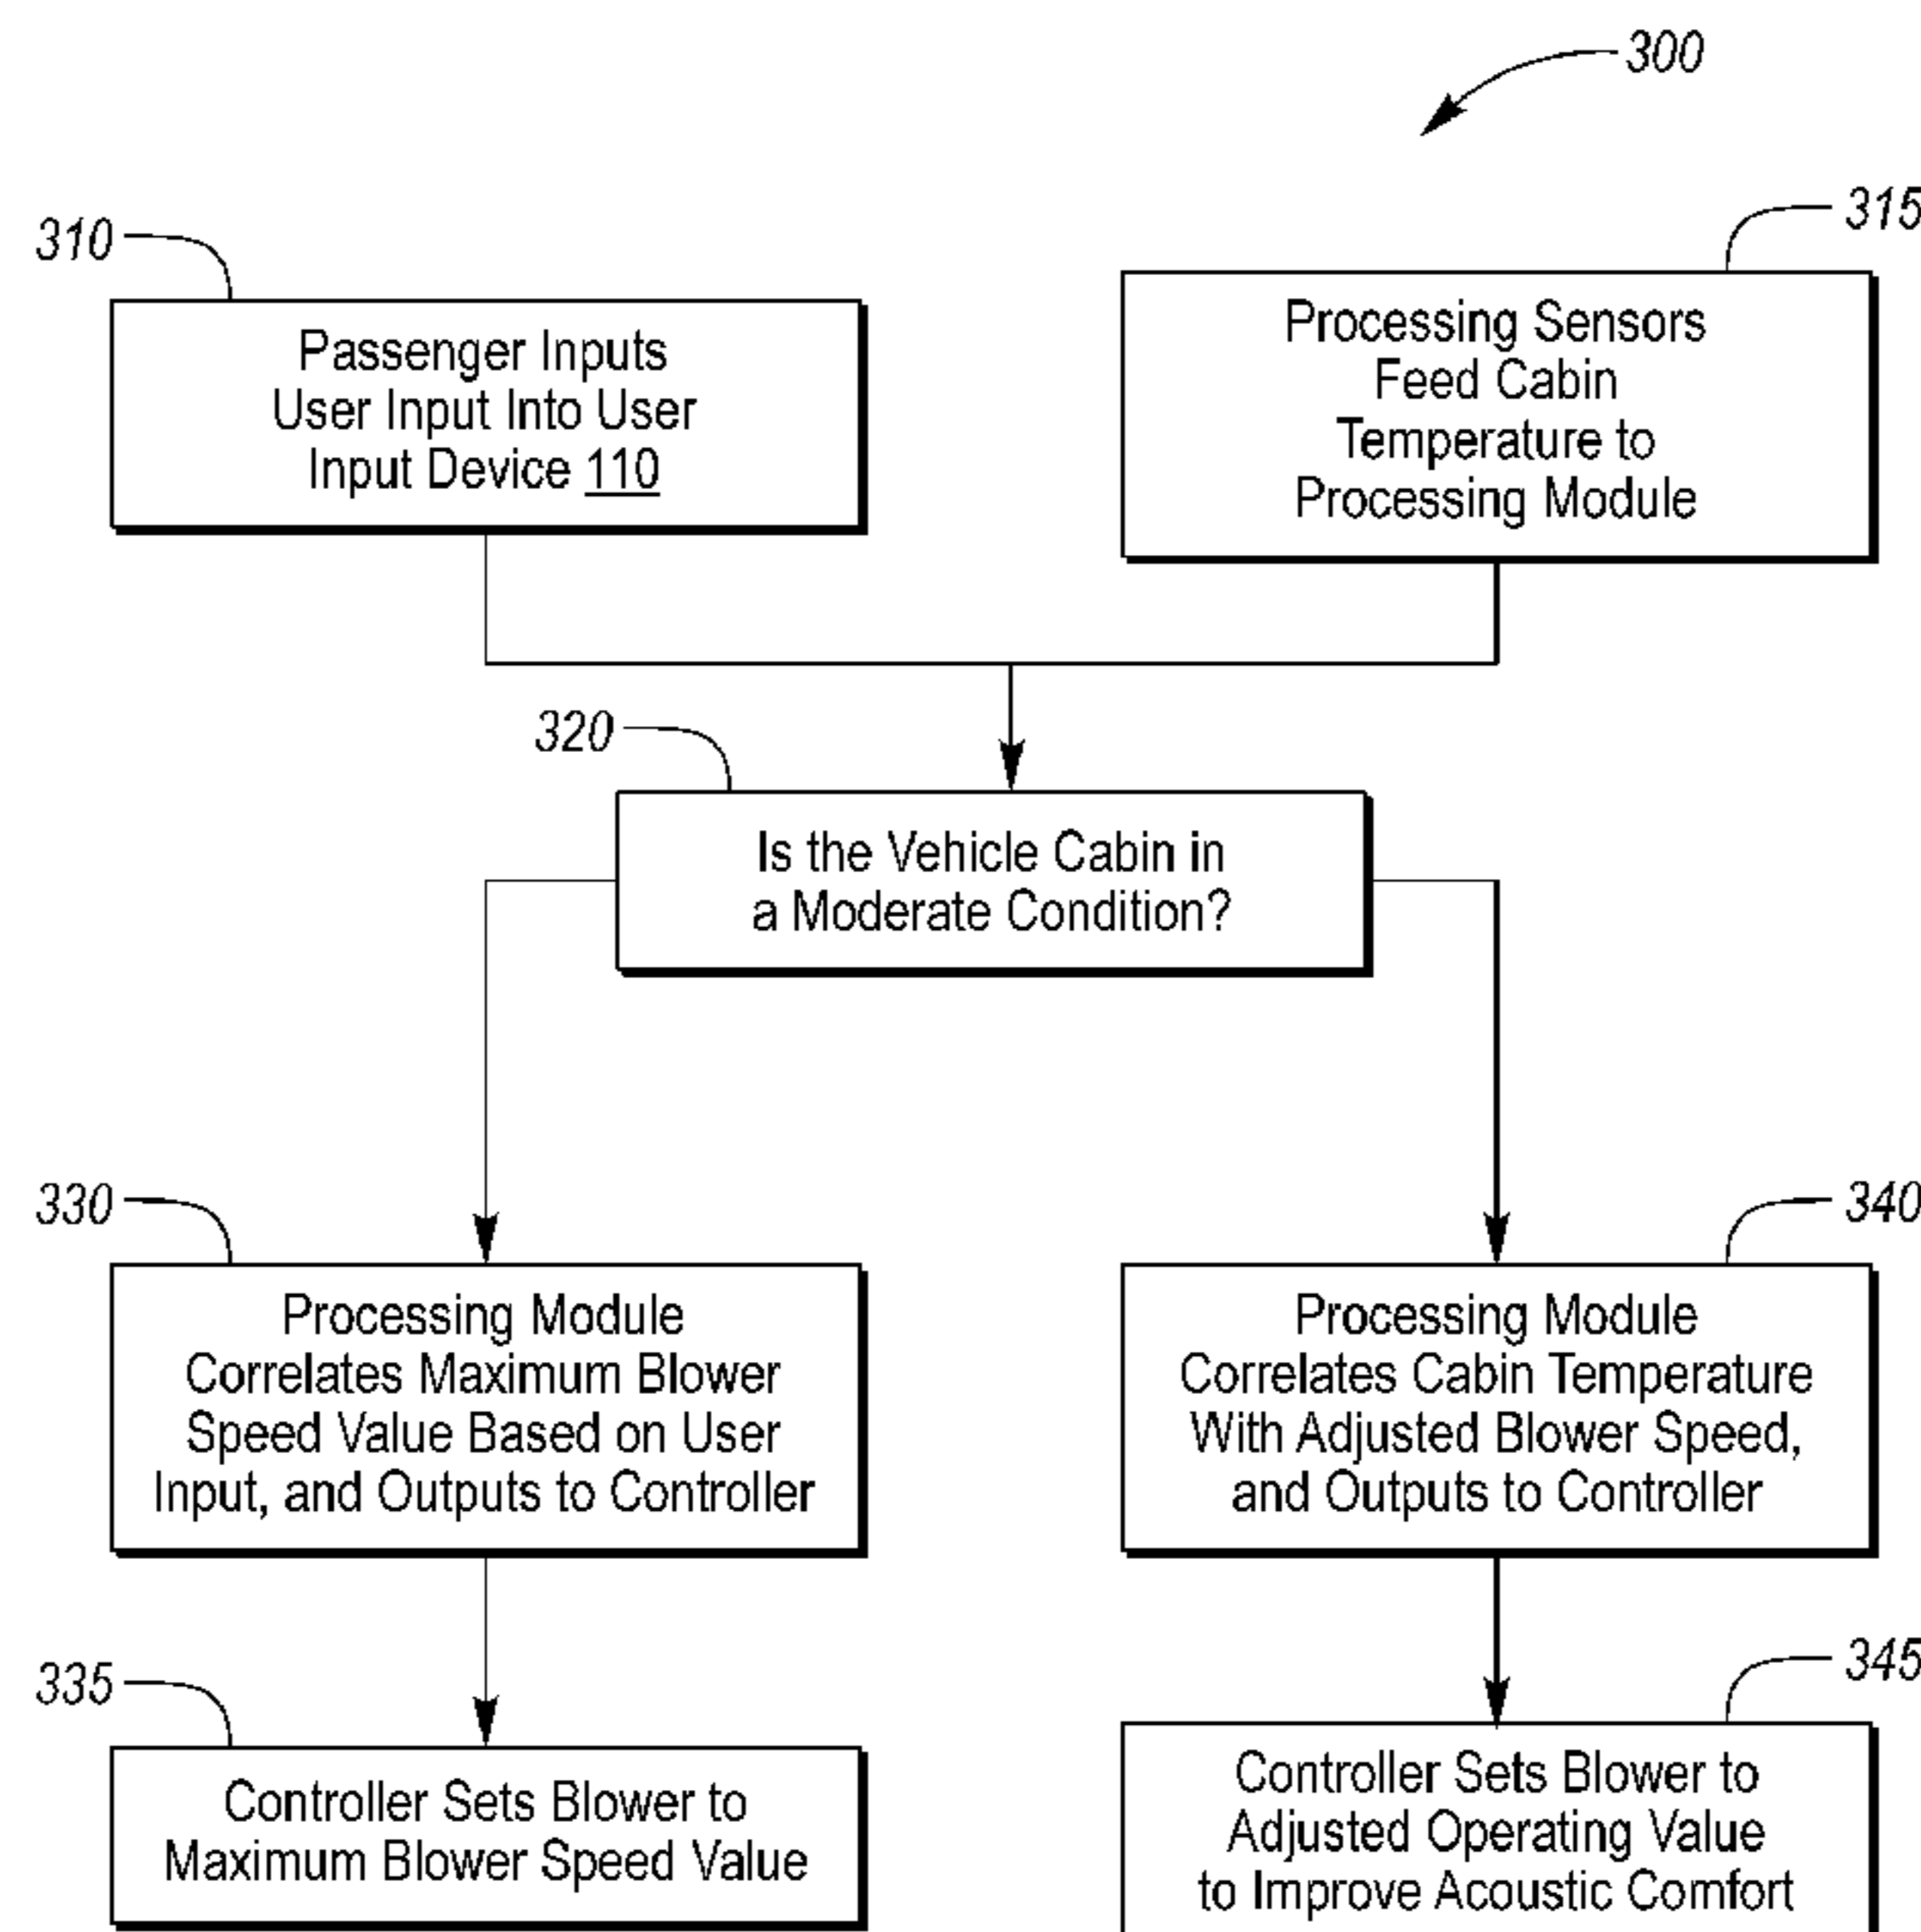 300
310
Passenger Inputs
User Input Into User
Input Device 110
315
Processing Sensors
Feed Cabin
Temperature to
Processing Module
320
Is the Vehicle Cabin in
a Moderate Condition?
330
Processing Module
Correlates Maximum Blower
Speed Value Based on User
Input, and Outputs to Controller
340
Processing Module
Correlates Cabin Temperature
With Adjusted Blower Speed,
and Outputs to Controller
335
Controller Sets Blower to
Maximum Blower Speed Value
345
Controller Sets Blower to
Adjusted Operating Value
to Improve Acoustic Comfort